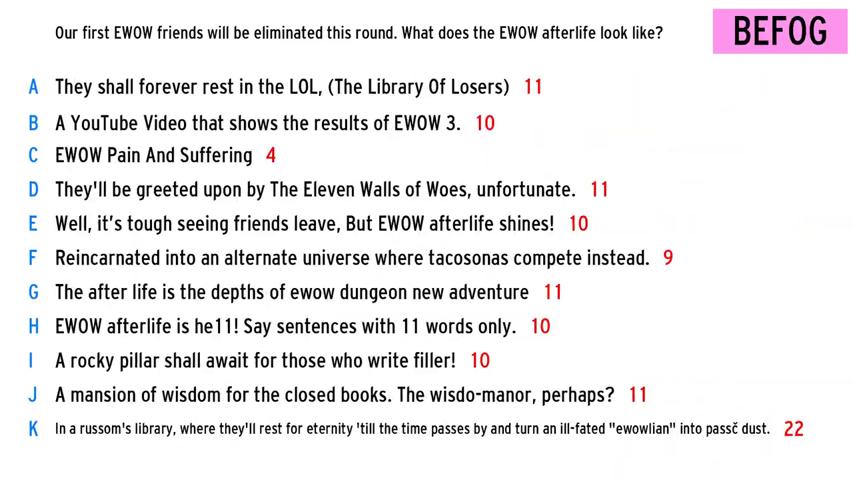 Our first EWOW friends will be eliminated this round. What does the EWOW afterlife look like?
BEFOG
A They shall forever rest in the LOL, (The Library Of Losers) 11
B A YouTube Video that shows the results of EWOW 3. 10
C EWOW Pain And Suffering 4
D They'll be greeted upon by The Eleven Walls of Woes, unfortunate. 11
E Well, it’s tough seeing friends leave, But EWOW afterlife shines! 10
F Reincarnated into an alternate universe where tacosonas compete instead. 9
G The after life is the depths of ewow dungeon new adventure 11
H EWOW afterlife is he11! Say sentences with 11 words only. 10
I A rocky pillar shall await for those who write filler! 10
J A mansion of wisdom for the closed books. The wisdo-manor, perhaps? 11
K In a russom's library, where they'll rest for eternity 'till the time passes by and turn an ill-fated "ewowlian" into passč dust. 22